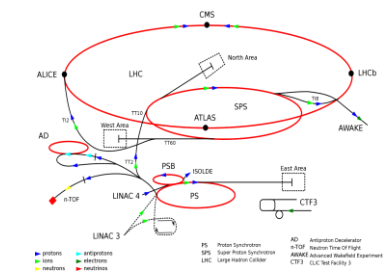 CMS
North Area
ALICE
LHC
LHCb
TI8
SPS
TT10
West Area
ATLAS
TI2
AWAKE
AD
TT60
TT2
PSB
ISOLDE
East Area
LINAC 4
PS
n-TOF
CTF3
LINAC 3
protons
ions
neutrons
antiprotons
electrons
neutrinos
PS Proton Synchrotron
SPS Super Proton Synchrotron
LHC Large Hadron Collider
AD Antiproton Decelerator
n-TOF Neutron Time Of Flight
AWAKE Advanced Wakefield Experiment
CTF3 CLIC Test Facility 3